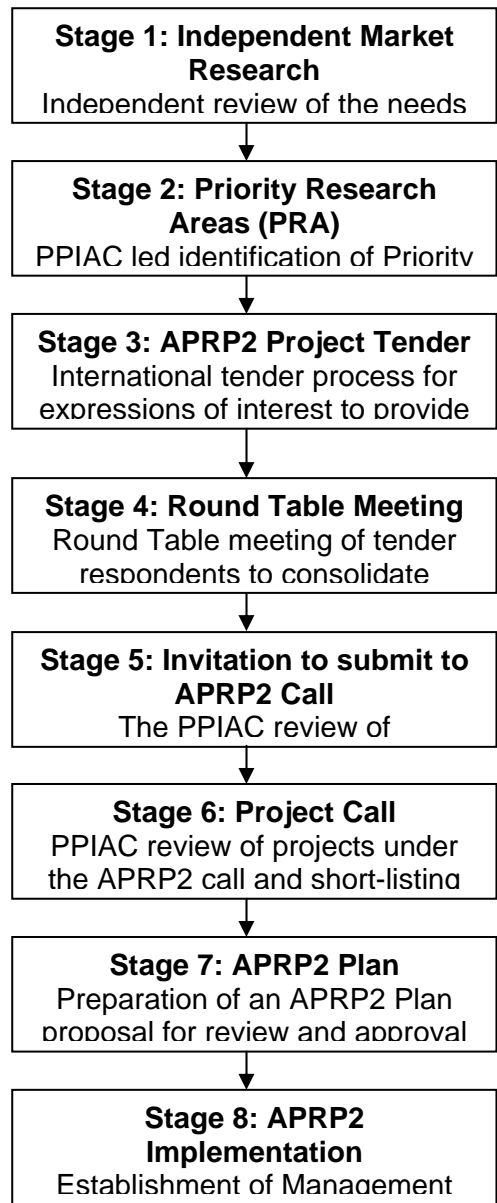 Stage 1: Independent Market
Research
Independent review of the needs
Stage 2: Priority Research
Areas (PRA)
PPIAC led identification of Priority
Stage 3: APRP2 Project Tender
International tender process for
expressions of interest to provide
Stage 4: Round Table Meeting
Round Table meeting of tender
respondents to consolidate
Stage 5: Invitation to submit to
APRP2 Call
The PPIAC review of
Stage 6: Project Call
PPIAC review of projects under
the APRP2 call and short-listing
Stage 7: APRP2 Plan
Preparation of an APRP2 Plan
proposal for review and approval
Stage 8: APRP2
Implementation
Establishment of Management